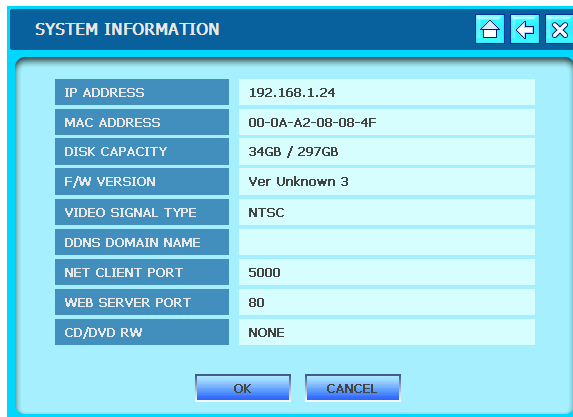 SYSTEM INFORMATION
IP ADDRESS 192.168.1.24
MAC ADDRESS 00-0A-A2-08-08-4F
DISK CAPACITY 34GB / 297GB
F/W VERSION Ver Unknown 3
VIDEO SIGNAL TYPE NTSC
DDNS DOMAIN NAME
NET CLIENT PORT 5000
WEB SERVER PORT 80
CD/DVD RW NONE
OK CANCEL